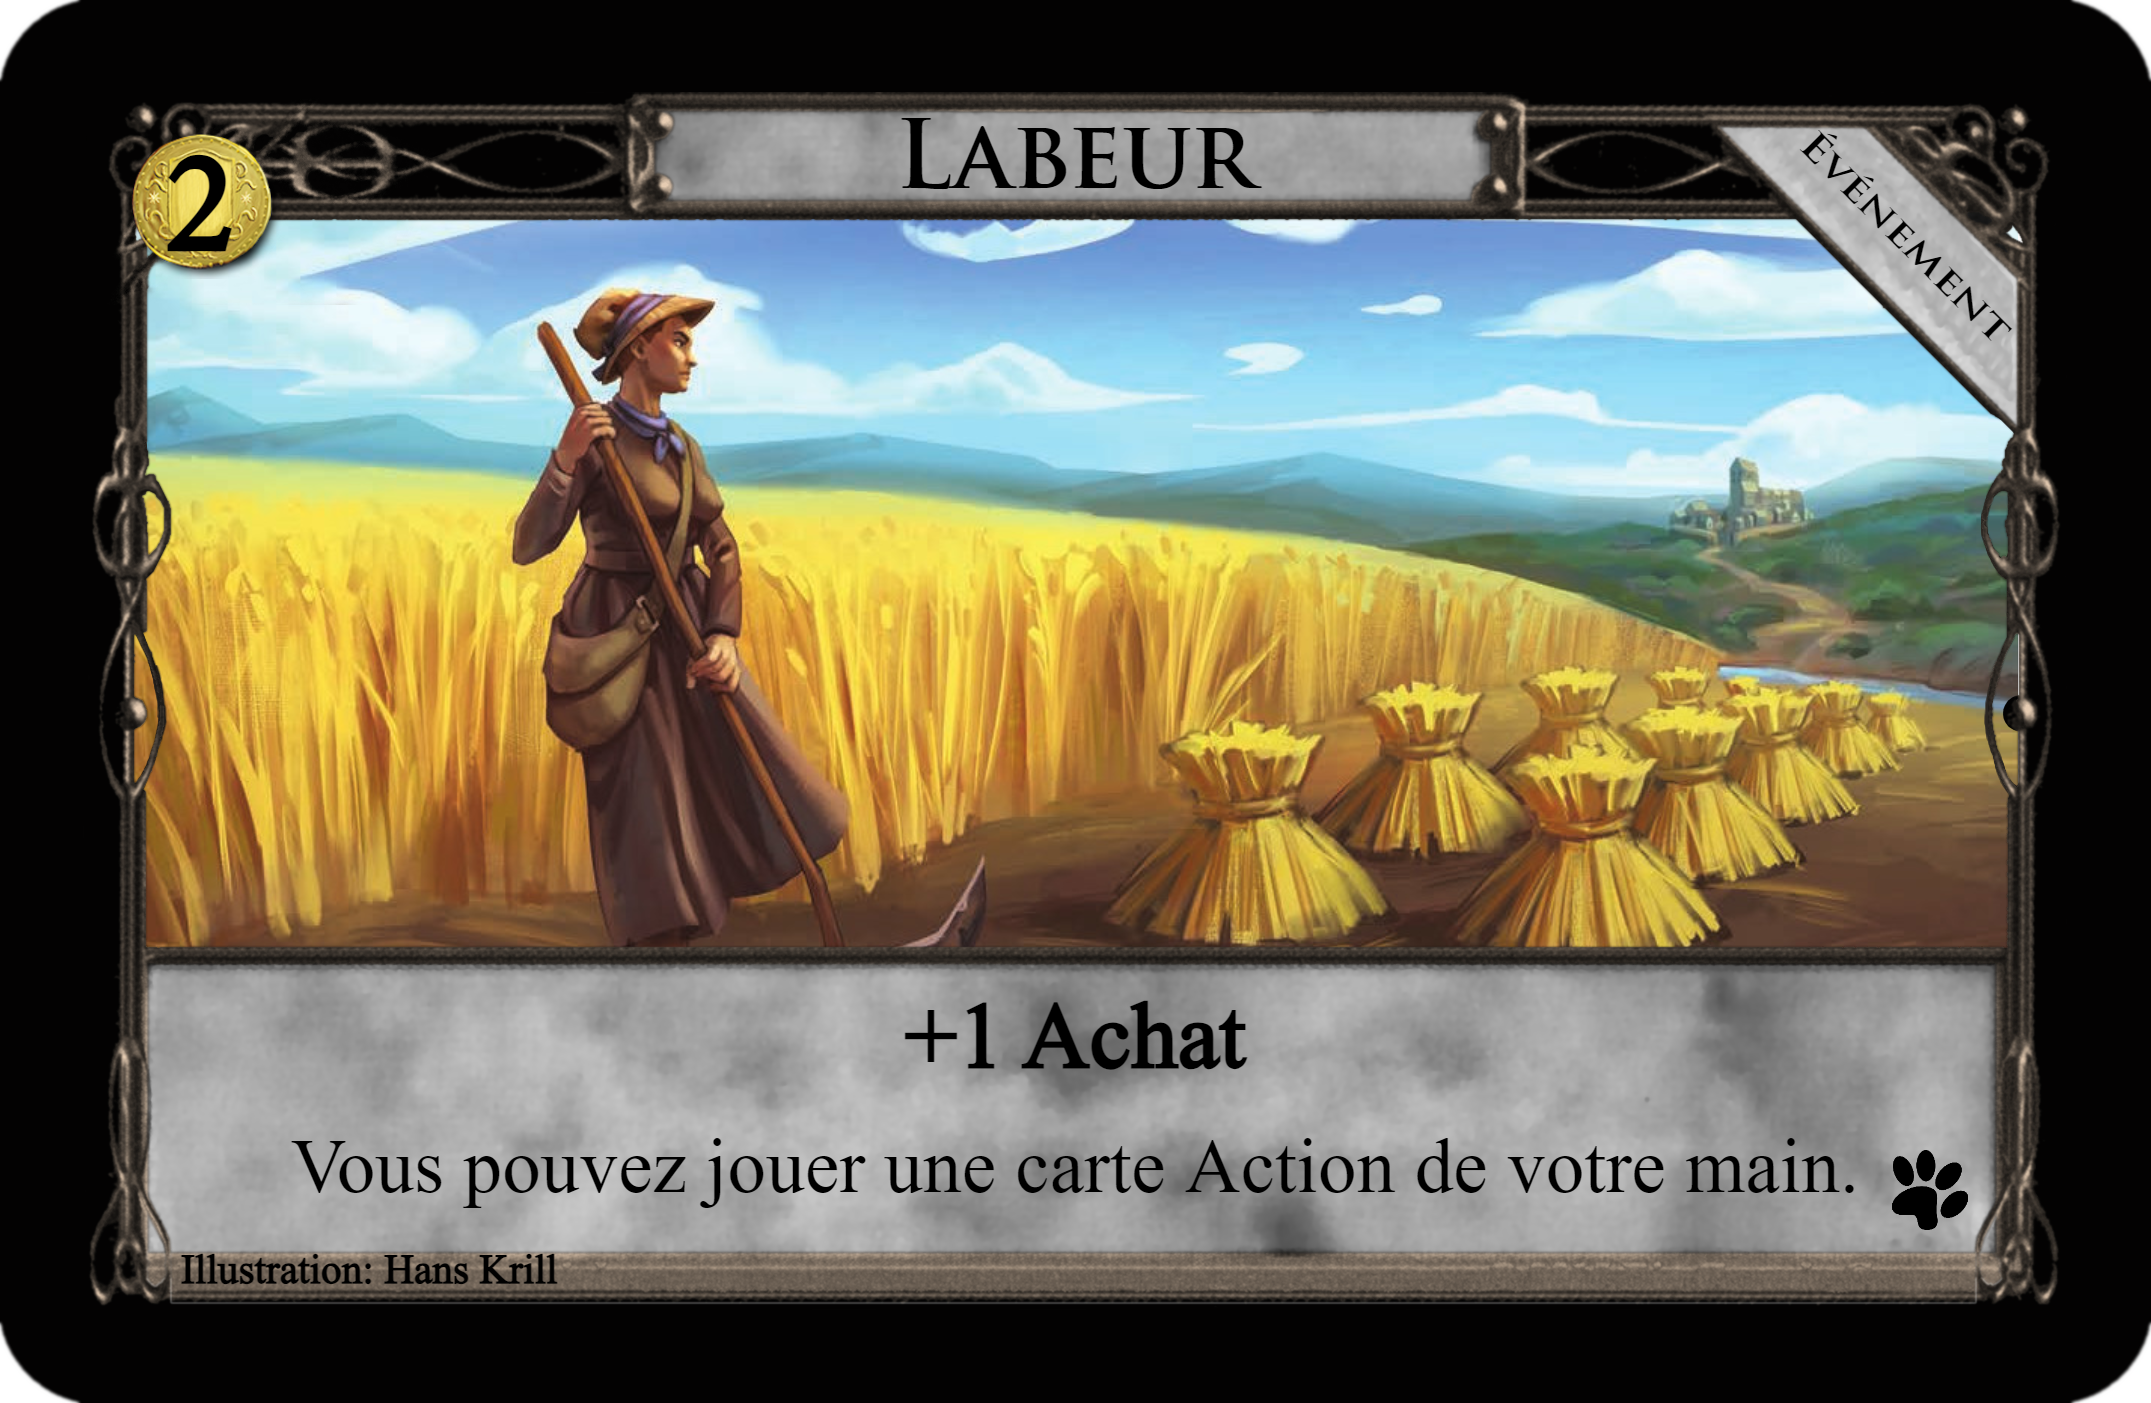 LABEUR
2
ÉVÉNEMENT
+1 Achat
Vous pouvez jouer une carte Action de votre main.
Illustration: Hans Krill